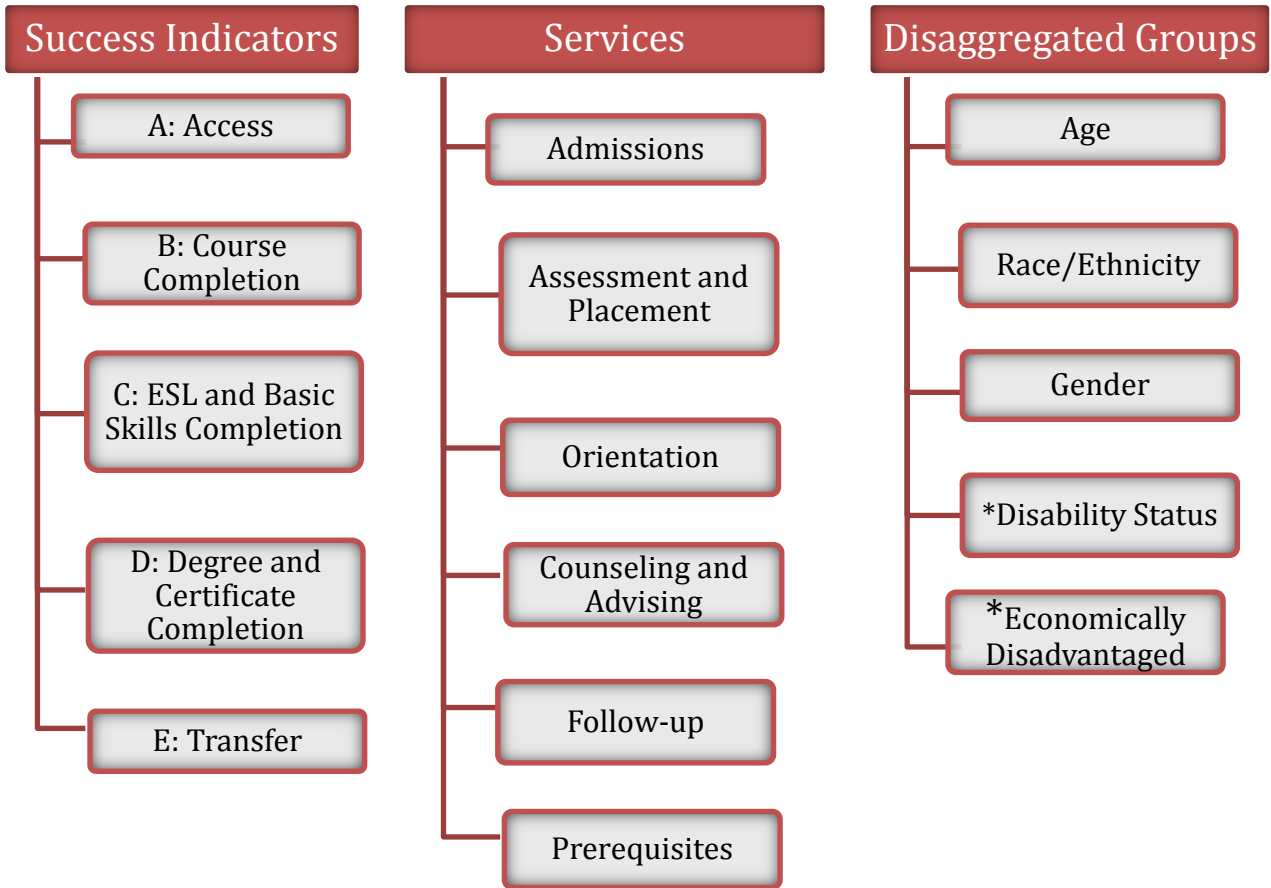 Success Indicators
A: Access
B: Course
Completion
C: ESL and Basic
Skills Completion
D: Degree and
Certificate
Completion
E: Transfer
Services
Admissions
Assessment and
Placement
Orientation
Counseling and
Advising
Follow-up
Prerequisites
Disaggregated Groups
Age
Race/Ethnicity
Gender
*Disability Status
*Economically
Disadvantaged